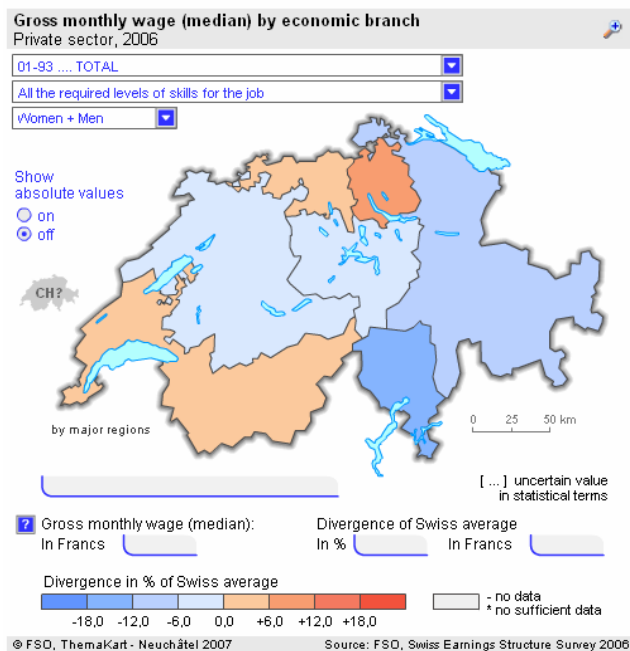 Gross monthly wage (median) by economic branch
Private sector, 2006
01-93 .... TOTAL
All the required levels of skills for the job
Women + Men
Show
absolute values
on
off
CH?
by major regions
0 25 50 km
[ ... ] uncertain value
in statistical terms
? Gross monthly wage (median):
Divergence of Swiss average
In Francs
In %
In Francs
Divergence in % of Swiss average
-18,0 -12,0 -6,0 0,0 +6,0 +12,0 +18,0
- no data
* no sufficient data
© FSO, ThemaKart - Neuchâtel 2007
Source: FSO, Swiss Earnings Structure Survey 2006